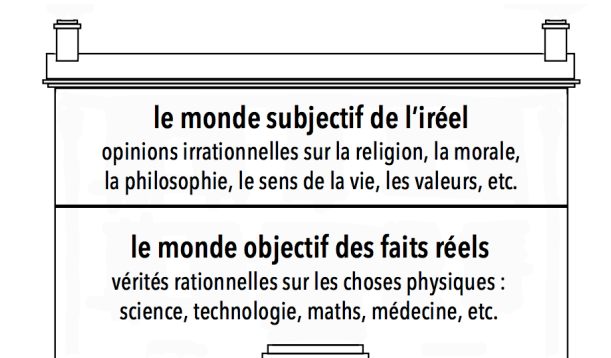 le monde subjectif de l'iréel
opinions irrationnelles sur la religion, la morale,
la philosophie, le sens de la vie, les valeurs, etc.
le monde objectif des faits réels
vérités rationnelles sur les choses physiques :
science, technologie, maths, médecine, etc.